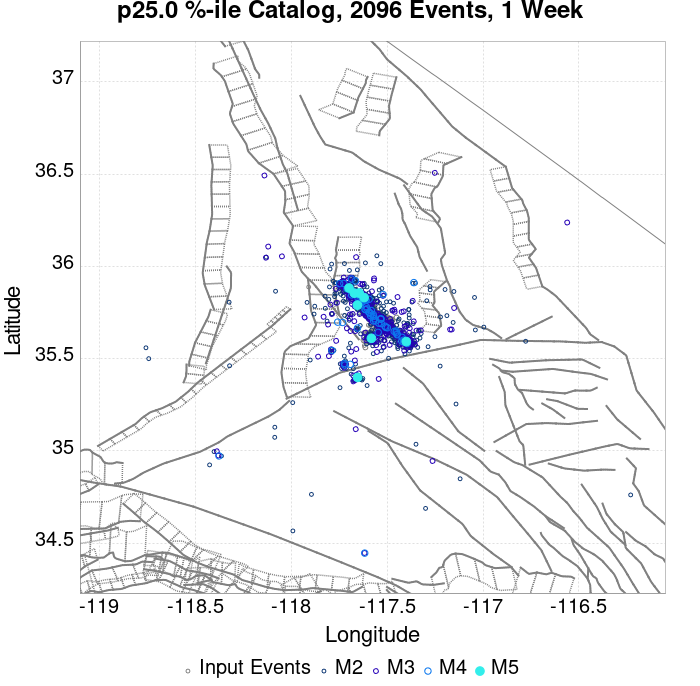 p25.0 %-ile Catalog, 2096 Events, 1 Week
37
36.5
36
35.5
35
34.5
Latitude
-119 -118.5 -118 -117.5 -117 -116.5
Longitude
Input Events M2 M3 M4 M5